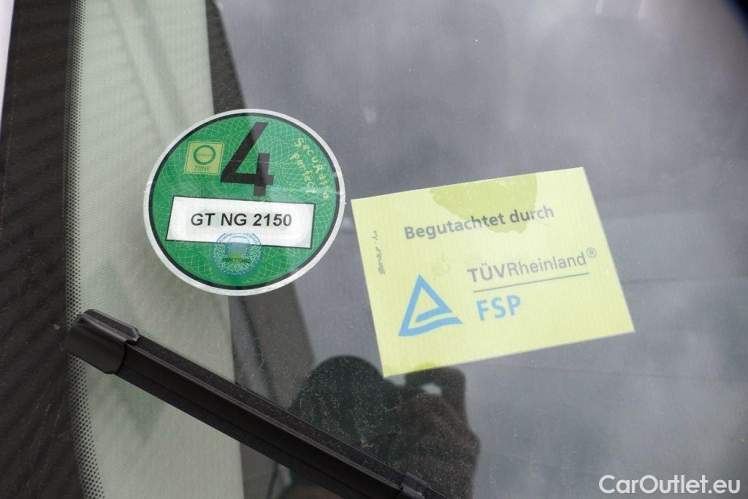 4
GT NG 2150
Begutachtet durch
TÜVRheinland®
FSP
CarOutlet.eu